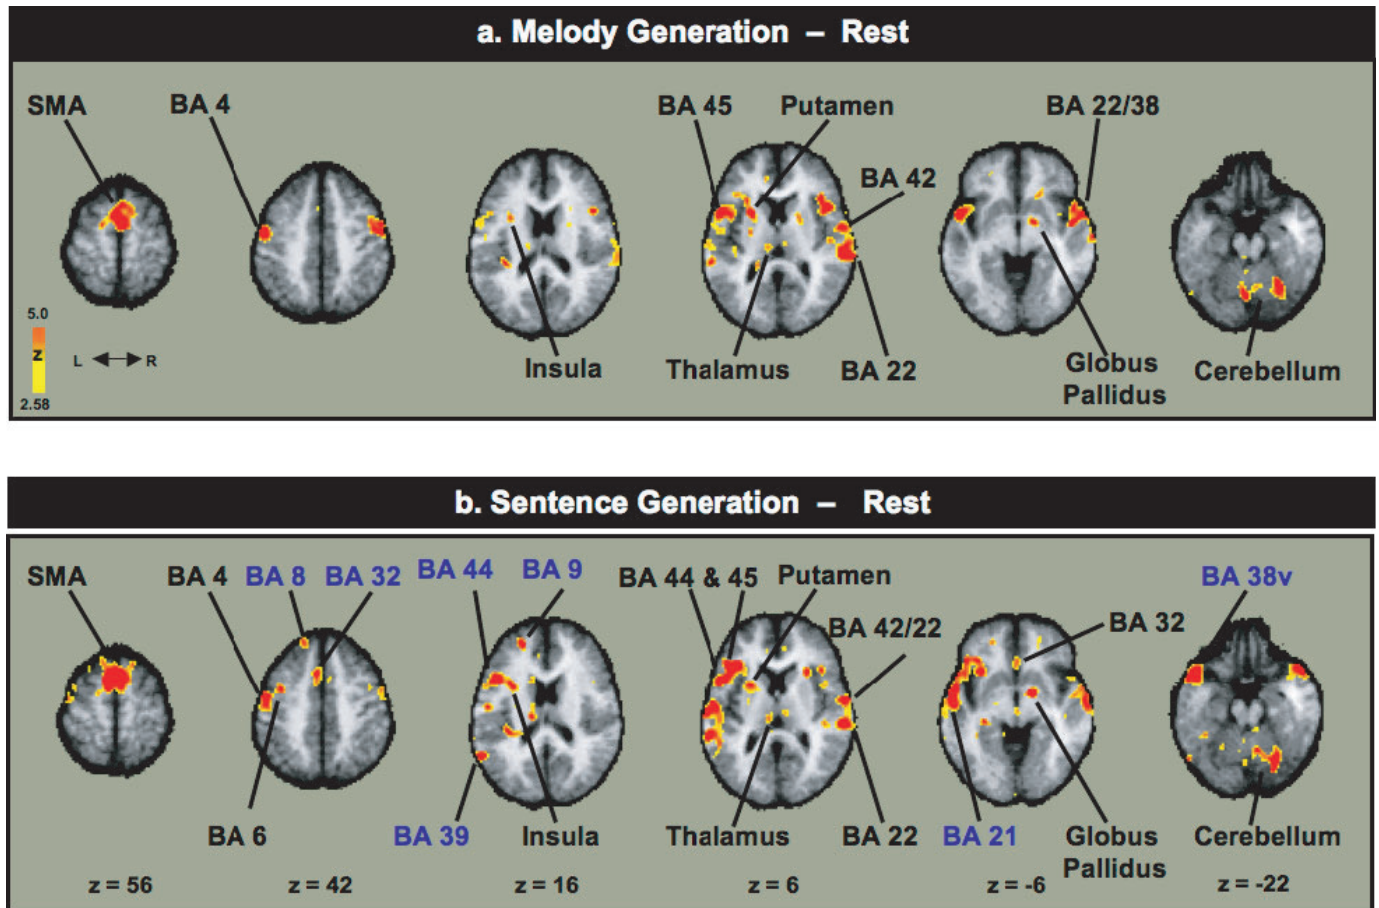 a. Melody Generation – Rest
SMA
BA 4
BA 45
Putamen
BA 22/38
BA 42
5.0
z
L R
2.58
Insula
Thalamus
BA 22
Globus
Pallidus
Cerebellum
b. Sentence Generation – Rest
SMA
BA 4
BA 8
BA 32
BA 44
BA 9
BA 44 & 45
Putamen
BA 38v
BA 42/22
BA 32
BA 6
BA 39
Insula
Thalamus
BA 22
BA 21
Globus
Pallidus
Cerebellum
z = 56
z = 42
z = 16
z = 6
z = -6
z = -22